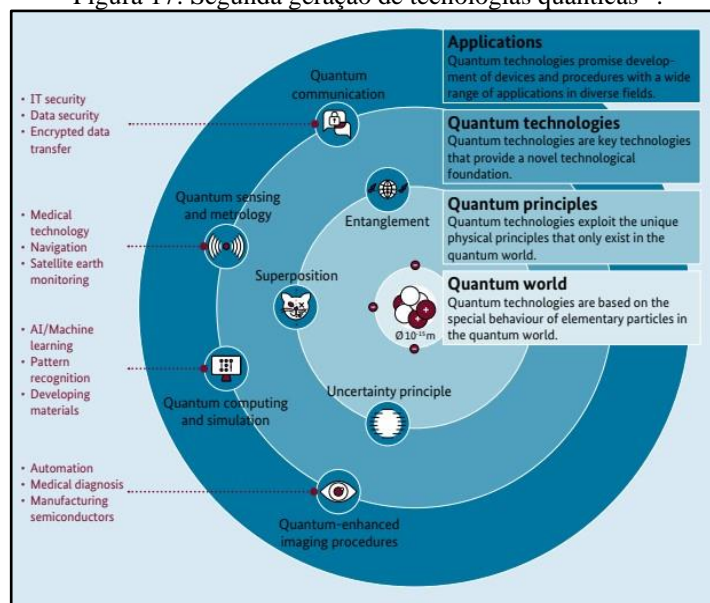 Figura 17: Segunda geração de tecnologias quânticas
Applications
Quantum technologies promise develop-
ment of devices and procedures with a wide
range of applications in diverse fields.
Quantum technologies
Quantum technologies are key technologies
that provide a novel technological
foundation.
Quantum principles
Quantum technologies exploit the unique
physical principles that only exist in the
quantum world.
Quantum world
Quantum technologies are based on the
special behaviour of elementary particles in
the quantum world.
Quantum
communication
• IT security
• Data security
• Encrypted data
transfer
Quantum sensing
and metrology
• Medical
technology
• Navigation
• Satellite earth
monitoring
Entanglement
Superposition
Ø 10⁻¹⁵ m
Uncertainty principle
• AI/Machine
learning
• Pattern
recognition
• Developing
materials
Quantum computing
and simulation
• Automation
• Medical diagnosis
• Manufacturing
semiconductors
Quantum-enhanced
imaging procedures